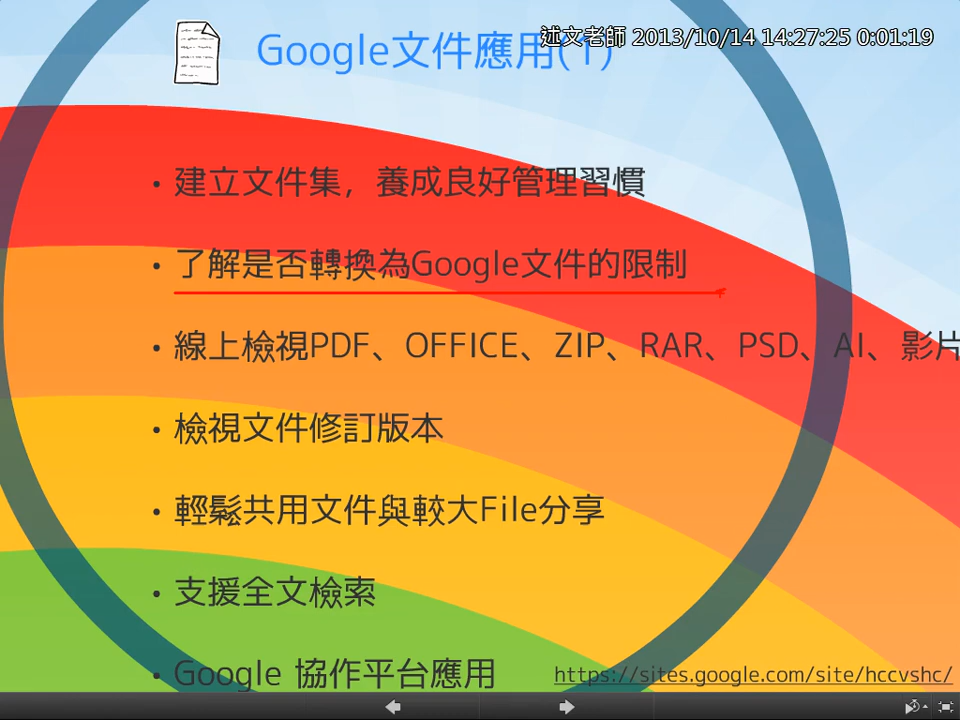 Google文件應用(1)
述文老師 2013/10/14 14:27:25 0:01:19
• 建立文件集，養成良好管理習慣
• 了解是否轉換為Google文件的限制
• 線上檢視PDF、OFFICE、ZIP、RAR、PSD、AI、影片
• 檢視文件修訂版本
• 輕鬆共用文件與較大File分享
• 支援全文檢索
• Google 協作平台應用
https://sites.google.com/site/hccvshc/